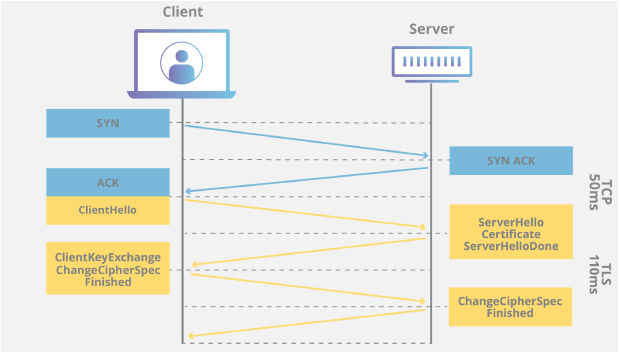 Client
Server
SYN
SYN ACK
ACK
ClientHello
ServerHello
Certificate
ServerHelloDone
ClientKeyExchange
ChangeCipherSpec
Finished
ChangeCipherSpec
Finished
TCP
50ms
TLS
110ms